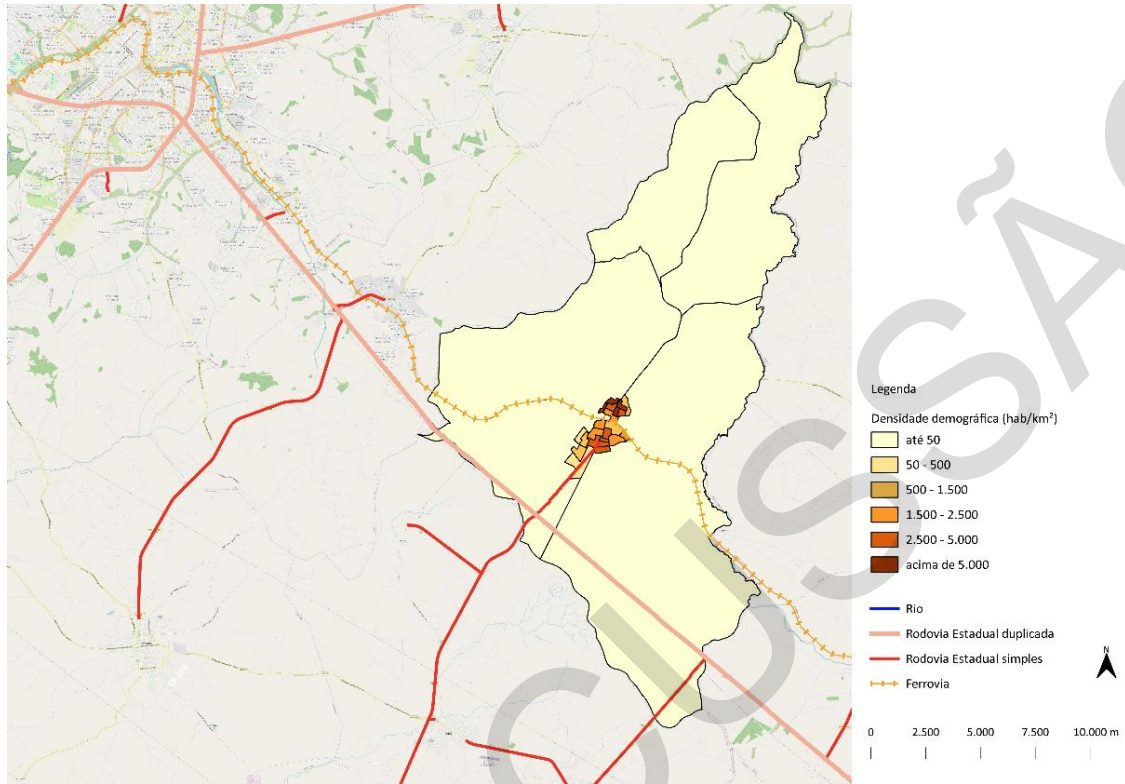 Legenda
Densidade demográfica (hab/km²)
até 50
50 - 500
500 - 1.500
1.500 - 2.500
2.500 - 5.000
acima de 5.000
Rio
Rodovia Estadual duplicada
Rodovia Estadual simples
Ferrovia
N
0 2.500 5.000 7.500 10.000 m
CUSSÃO